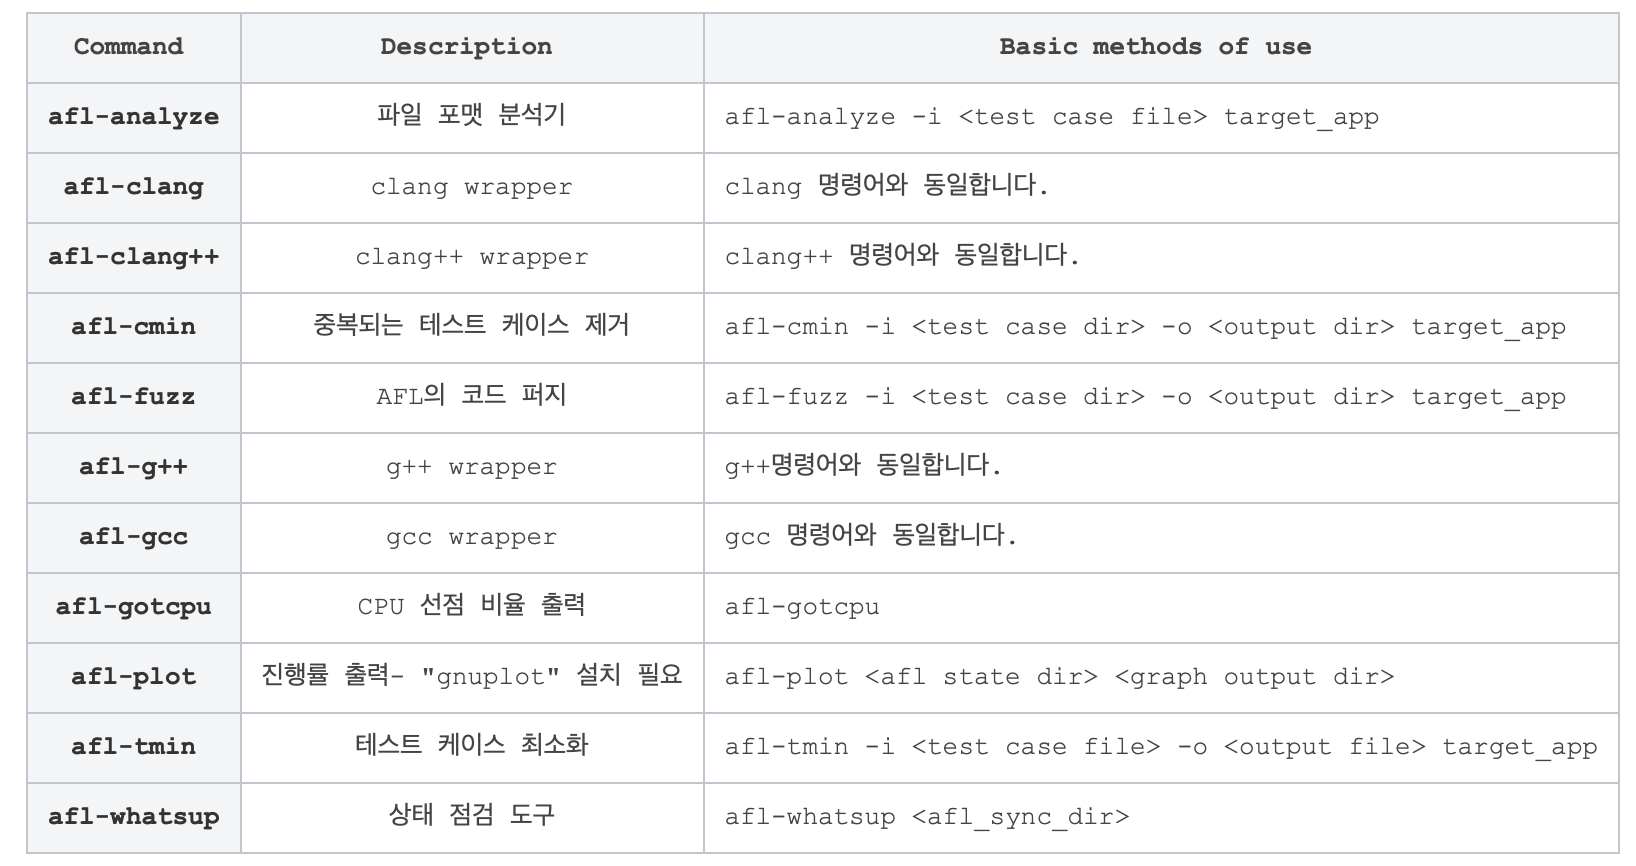 Command Description Basic methods of use
afl-analyze 파일 포맷 분석기 afl-analyze -i <test case file> target_app
afl-clang clang wrapper clang 명령어와 동일합니다.
afl-clang++ clang++ wrapper clang++ 명령어와 동일합니다.
afl-cmin 중복되는 테스트 케이스 제거 afl-cmin -i <test case dir> -o <output dir> target_app
afl-fuzz AFL의 코드 퍼지 afl-fuzz -i <test case dir> -o <output dir> target_app
afl-g++ g++ wrapper g++명령어와 동일합니다.
afl-gcc gcc wrapper gcc 명령어와 동일합니다.
afl-gotcpu CPU 선점 비율 출력 afl-gotcpu
afl-plot 진행률 출력- "gnuplot" 설치 필요 afl-plot <afl state dir> <graph output dir>
afl-tmin 테스트 케이스 최소화 afl-tmin -i <test case file> -o <output file> target_app
afl-whatsup 상태 점검 도구 afl-whatsup <afl_sync_dir>